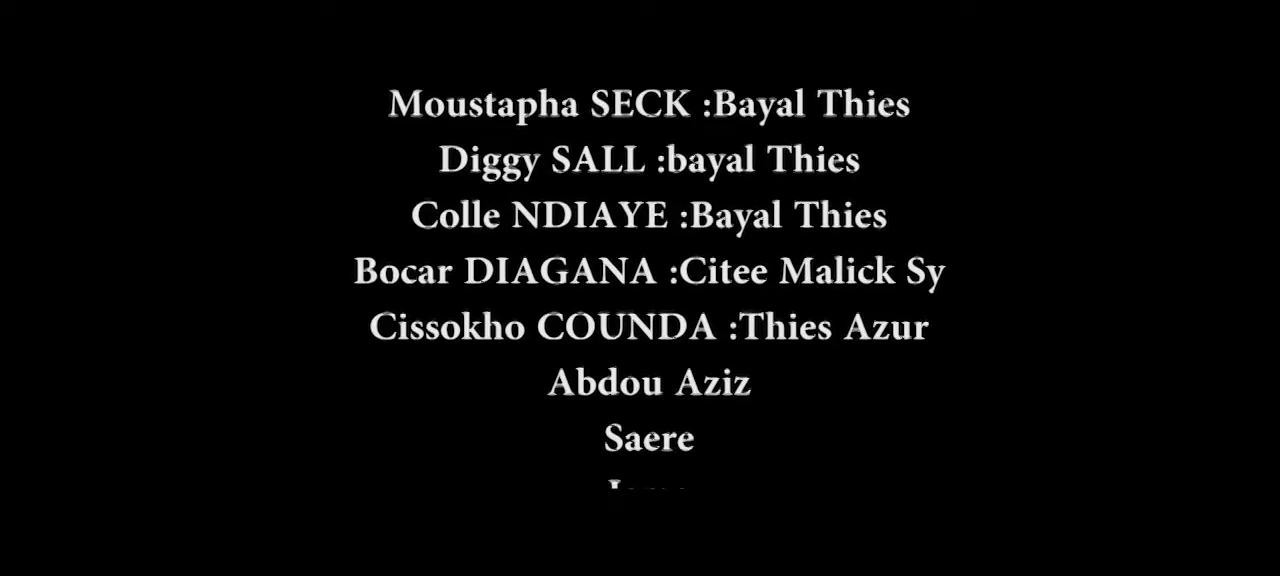 Moustapha SECK :Bayal Thies
Diggy SALL :bayal Thies
Colle NDIAYE :Bayal Thies
Bocar DIAGANA :Citee Malick Sy
Cissokho COUNDA :Thies Azur
Abdou Aziz
Saere